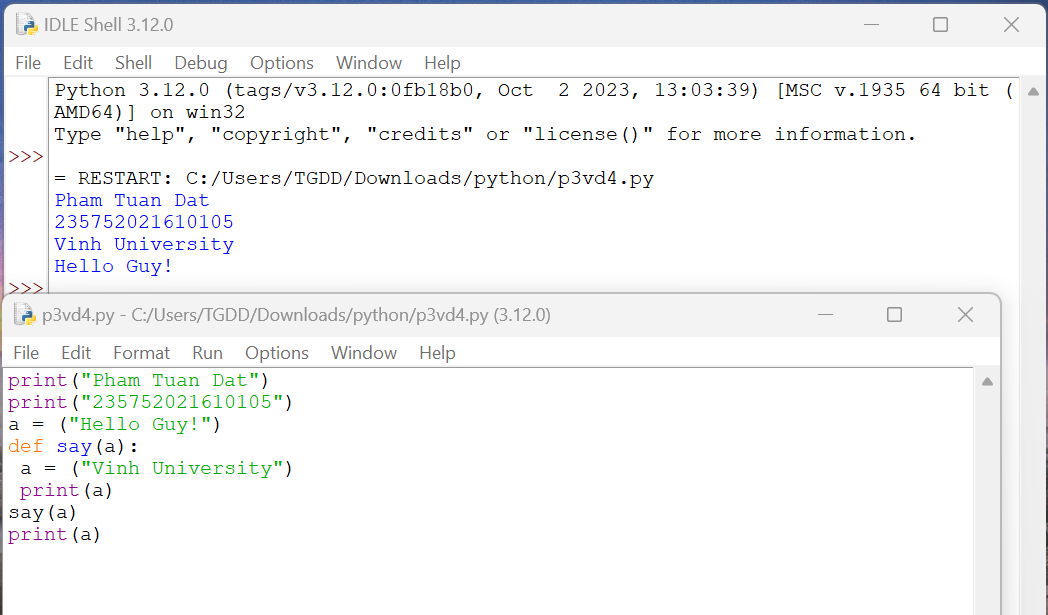 IDLE Shell 3.12.0
File Edit Shell Debug Options Window Help
Python 3.12.0 (tags/v3.12.0:0fb18b0, Oct  2 2023, 13:03:39) [MSC v.1935 64 bit (
AMD64)] on win32
Type "help", "copyright", "credits" or "license()" for more information.
>>>
= RESTART: C:/Users/TGDD/Downloads/python/p3vd4.py
Pham Tuan Dat
235752021610105
Vinh University
Hello Guy!
>>>
p3vd4.py - C:/Users/TGDD/Downloads/python/p3vd4.py (3.12.0)
File Edit Format Run Options Window Help
print("Pham Tuan Dat")
print("235752021610105")
a = ("Hello Guy!")
def say(a):
 a = ("Vinh University")
 print(a)
say(a)
print(a)